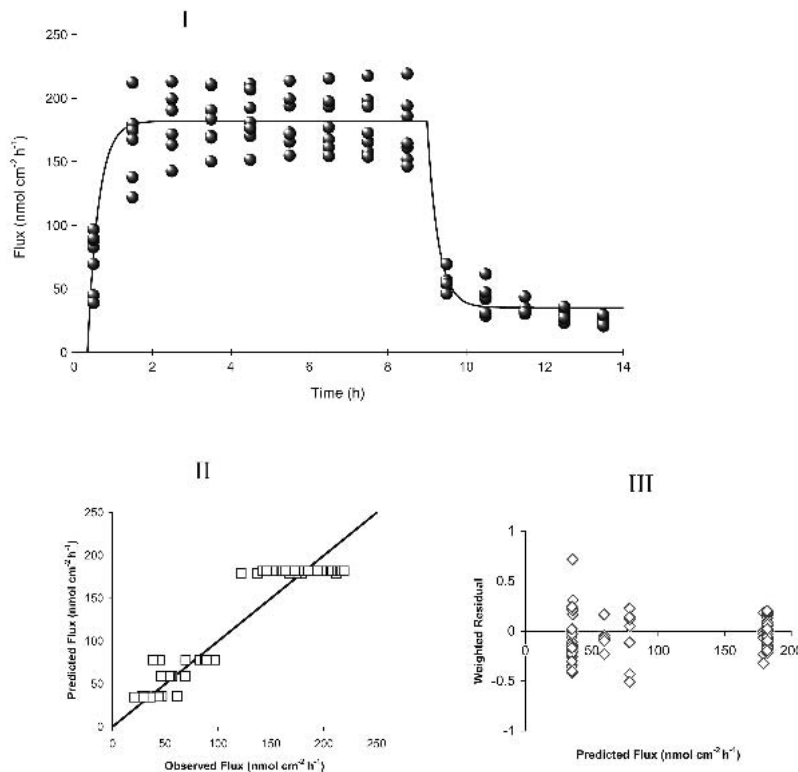 I
250
200
150
100
50
0
Flux (nmol cm⁻² h⁻¹)
0 2 4 6 8 10 12 14
Time (h)
II
250
200
150
100
50
0
Predicted Flux (nmol cm⁻² h⁻¹)
0 50 100 150 200 250
Observed Flux (nmol cm⁻² h⁻¹)
III
1
0.5
0
-0.5
-1
Weighted Residual
0 50 100 150 200
Predicted Flux (nmol cm⁻² h⁻¹)